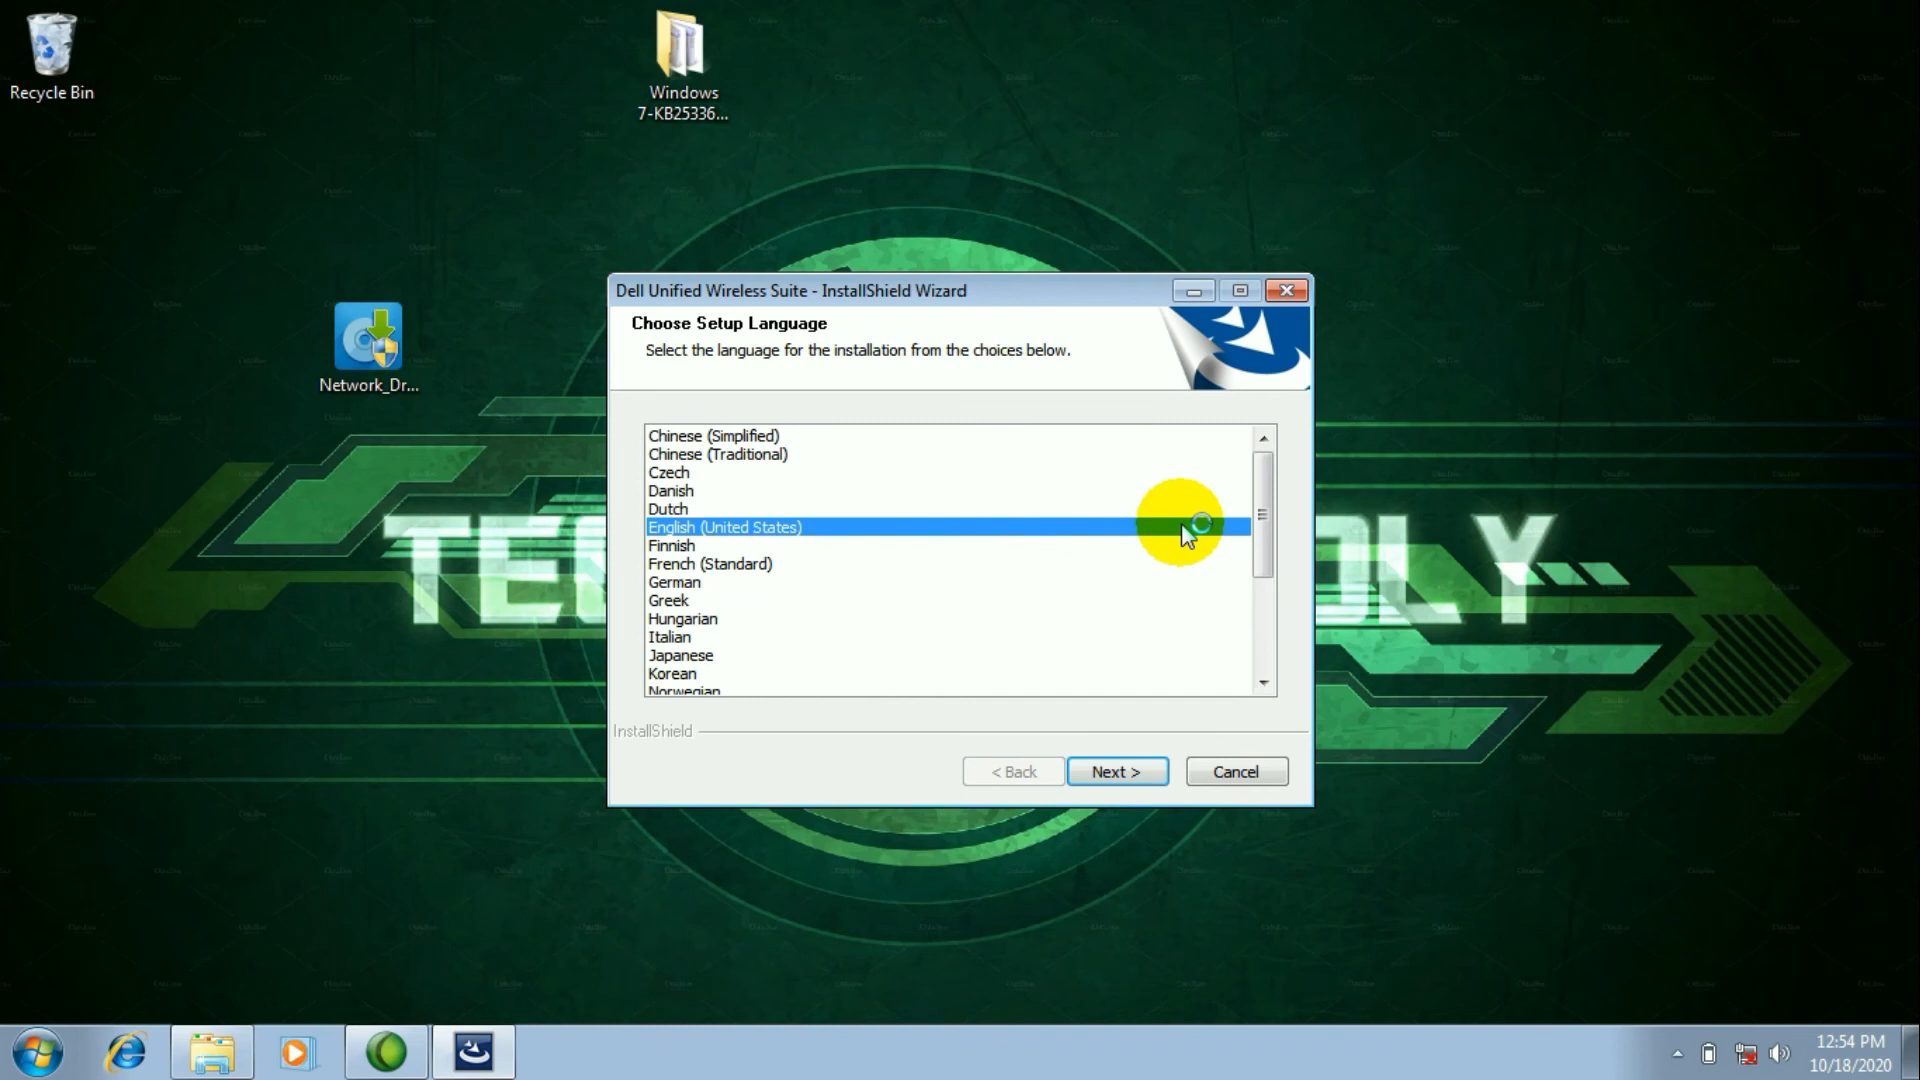 Recycle Bin
Windows
7-KB25336...
Network_Dr...
Dell Unified Wireless Suite - InstallShield Wizard
Choose Setup Language
Select the language for the installation from the choices below.
Chinese (Simplified)
Chinese (Traditional)
Czech
Danish
Dutch
English (United States)
Finnish
French (Standard)
German
Greek
Hungarian
Italian
Japanese
Korean
Norwegian
InstallShield
< Back
Next >
Cancel
12:54 PM
10/18/2020